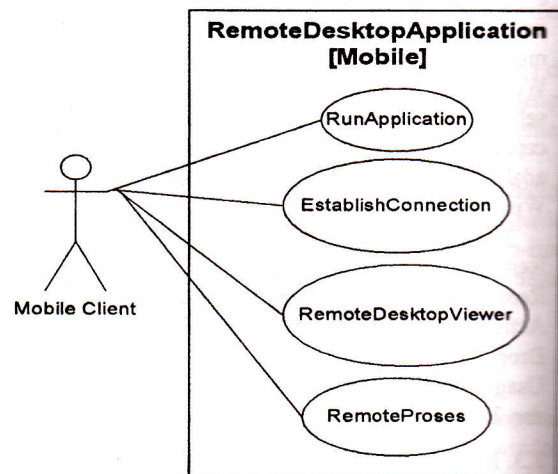 RemoteDesktopApplication
[Mobile]
RunApplication
EstablishConnection
RemoteDesktopViewer
RemoteProses
Mobile Client